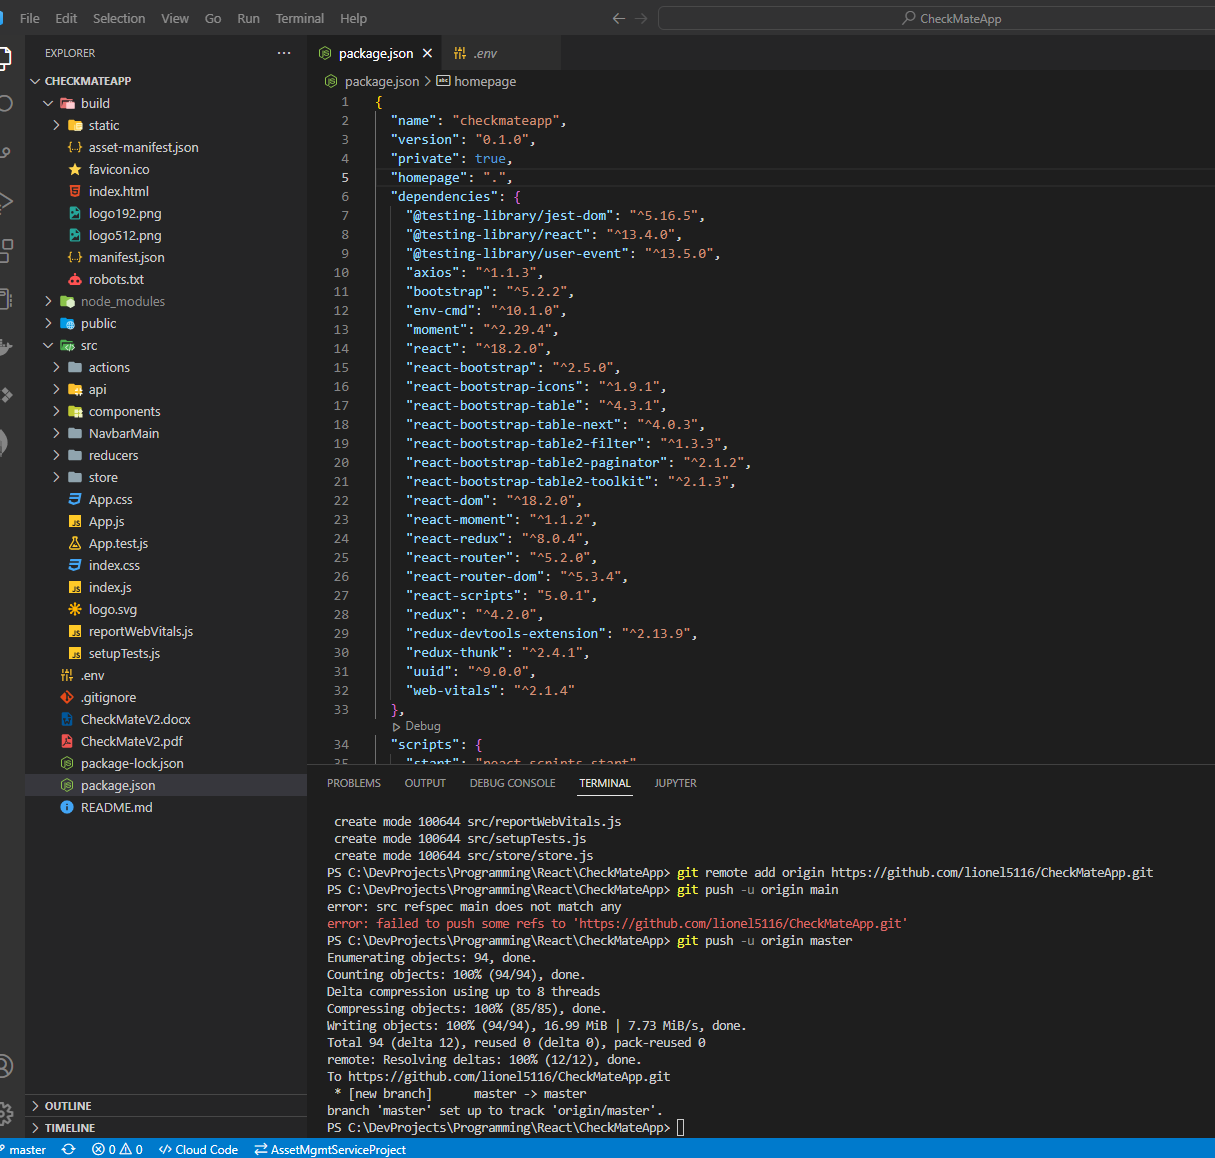 File Edit Selection View Go Run Terminal Help
CheckMateApp
EXPLORER
CHECKMATEAPP
build
static
asset-manifest.json
favicon.ico
index.html
logo192.png
logo512.png
manifest.json
robots.txt
node_modules
public
src
actions
api
components
NavbarMain
reducers
store
App.css
App.js
App.test.js
index.css
index.js
logo.svg
reportWebVitals.js
setupTests.js
.env
.gitignore
CheckMateV2.docx
CheckMateV2.pdf
package-lock.json
package.json
README.md
OUTLINE
TIMELINE
package.json .env
package.json > homepage
1 {
2 "name": "checkmateapp",
3 "version": "0.1.0",
4 "private": true,
5 "homepage": ".",
6 "dependencies": {
7 "@testing-library/jest-dom": "^5.16.5",
8 "@testing-library/react": "^13.4.0",
9 "@testing-library/user-event": "^13.5.0",
10 "axios": "^1.1.3",
11 "bootstrap": "^5.2.2",
12 "env-cmd": "^10.1.0",
13 "moment": "^2.29.4",
14 "react": "^18.2.0",
15 "react-bootstrap": "^2.5.0",
16 "react-bootstrap-icons": "^1.9.1",
17 "react-bootstrap-table": "^4.3.1",
18 "react-bootstrap-table-next": "^4.0.3",
19 "react-bootstrap-table2-filter": "^1.3.3",
20 "react-bootstrap-table2-paginator": "^2.1.2",
21 "react-bootstrap-table2-toolkit": "^2.1.3",
22 "react-dom": "^18.2.0",
23 "react-moment": "^1.1.2",
24 "react-redux": "^8.0.4",
25 "react-router": "^5.2.0",
26 "react-router-dom": "^5.3.4",
27 "react-scripts": "5.0.1",
28 "redux": "^4.2.0",
29 "redux-devtools-extension": "^2.13.9",
30 "redux-thunk": "^2.4.1",
31 "uuid": "^9.0.0",
32 "web-vitals": "^2.1.4"
33 },
Debug
34 "scripts": {
35 "start": "react-scripts start"
PROBLEMS OUTPUT DEBUG CONSOLE TERMINAL JUPYTER
create mode 100644 src/reportWebVitals.js
create mode 100644 src/setupTests.js
create mode 100644 src/store/store.js
PS C:\DevProjects\Programming\React\CheckMateApp> git remote add origin https://github.com/lionel5116/CheckMateApp.git
PS C:\DevProjects\Programming\React\CheckMateApp> git push -u origin main
error: src refspec main does not match any
error: failed to push some refs to 'https://github.com/lionel5116/CheckMateApp.git'
PS C:\DevProjects\Programming\React\CheckMateApp> git push -u origin master
Enumerating objects: 94, done.
Counting objects: 100% (94/94), done.
Delta compression using up to 8 threads
Compressing objects: 100% (85/85), done.
Writing objects: 100% (94/94), 16.99 MiB | 7.73 MiB/s, done.
Total 94 (delta 12), reused 0 (delta 0), pack-reused 0
remote: Resolving deltas: 100% (12/12), done.
To https://github.com/lionel5116/CheckMateApp.git
* [new branch] master -> master
branch 'master' set up to track 'origin/master'.
PS C:\DevProjects\Programming\React\CheckMateApp>
master 0 0 Cloud Code AssetMgmtServiceProject